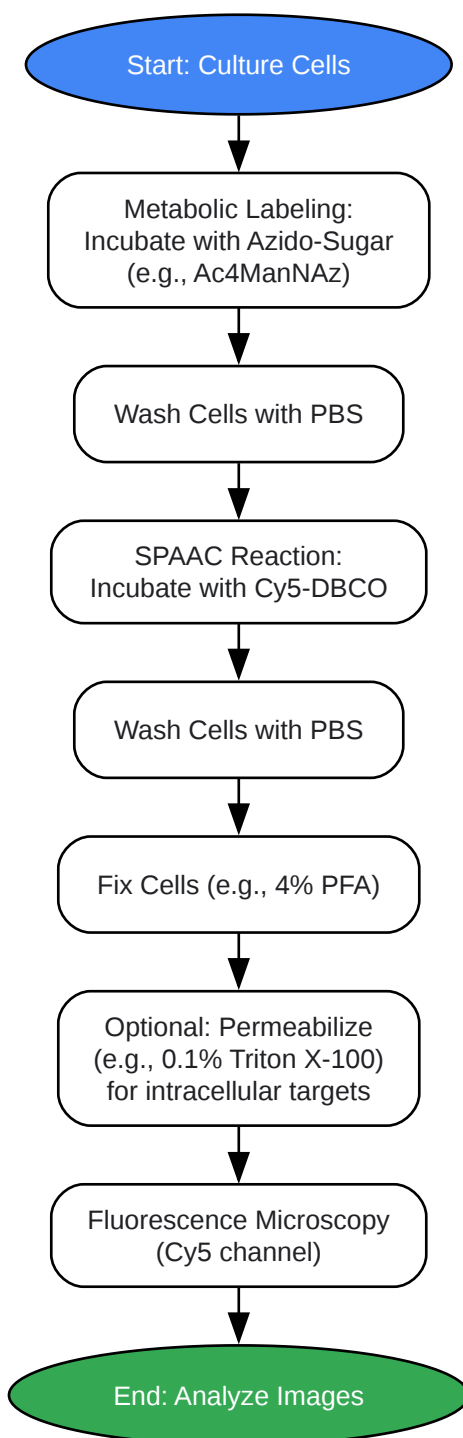 Start: Culture Cells
Metabolic Labeling:
Incubate with Azido-Sugar
(e.g., Ac4ManNAz)
Wash Cells with PBS
SPAAC Reaction:
Incubate with Cy5-DBCO
Wash Cells with PBS
Fix Cells (e.g., 4% PFA)
Optional: Permeabilize
(e.g., 0.1% Triton X-100)
for intracellular targets
Fluorescence Microscopy
(Cy5 channel)
End: Analyze Images